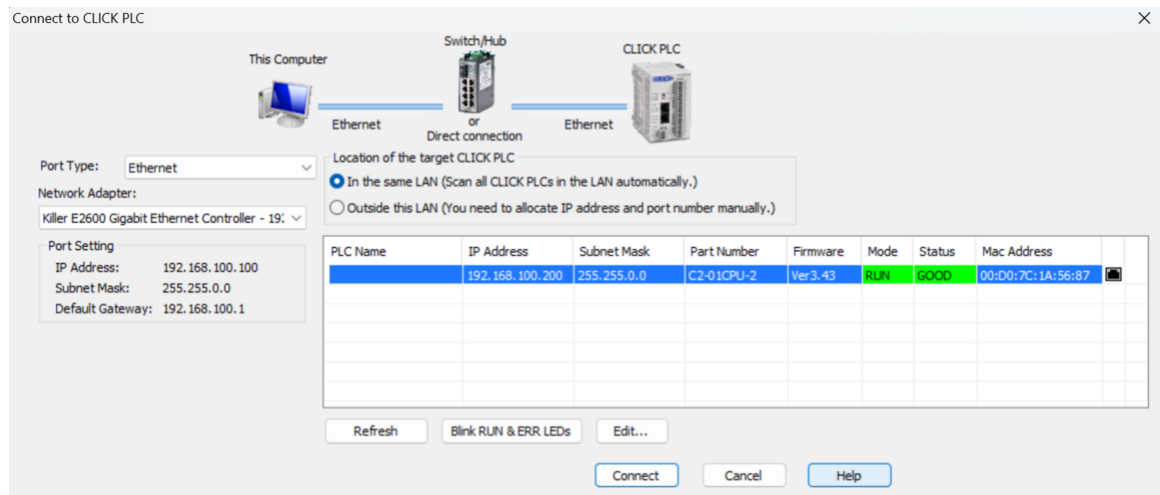 Connect to CLICK PLC
This Computer
Switch/Hub
CLICK PLC
Ethernet
or
Direct connection
Ethernet
Port Type: Ethernet
Network Adapter:
Killer E2600 Gigabit Ethernet Controller - 19
Port Setting
IP Address: 192.168.100.100
Subnet Mask: 255.255.0.0
Default Gateway: 192.168.100.1
Location of the target CLICK PLC
In the same LAN (Scan all CLICK PLCs in the LAN automatically.)
Outside this LAN (You need to allocate IP address and port number manually.)
PLC Name IP Address Subnet Mask Part Number Firmware Mode Status Mac Address
192.168.100.200 255.255.0.0 C2-01CPU-2 Ver3.43 RUN GOOD 00:D0:7C:1A:56:87
Refresh Blink RUN & ERR LEDs Edit...
Connect Cancel Help